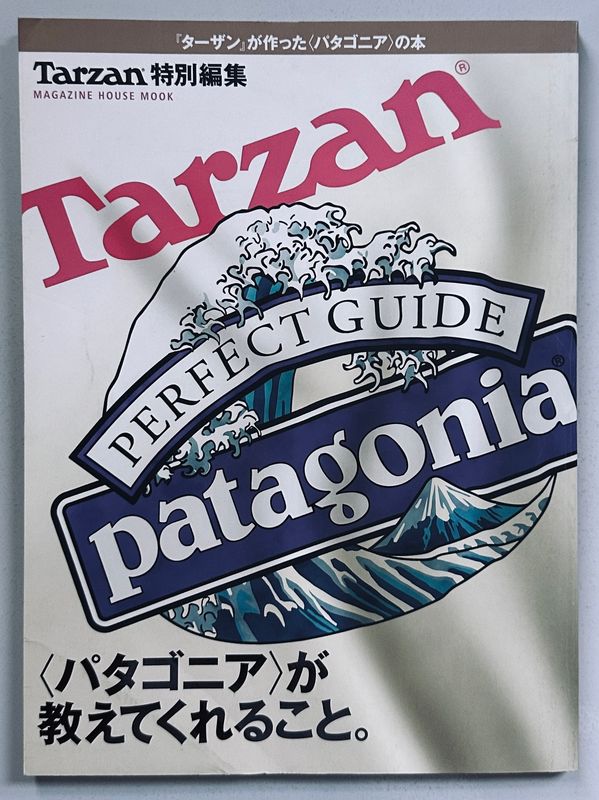 『ターザン』が作った〈パタゴニア〉の本
Tarzan® 特別編集
MAGAZINE HOUSE MOOK
Tarzan®
PERFECT GUIDE
patagonia®
〈パタゴニア〉が
教えてくれること。